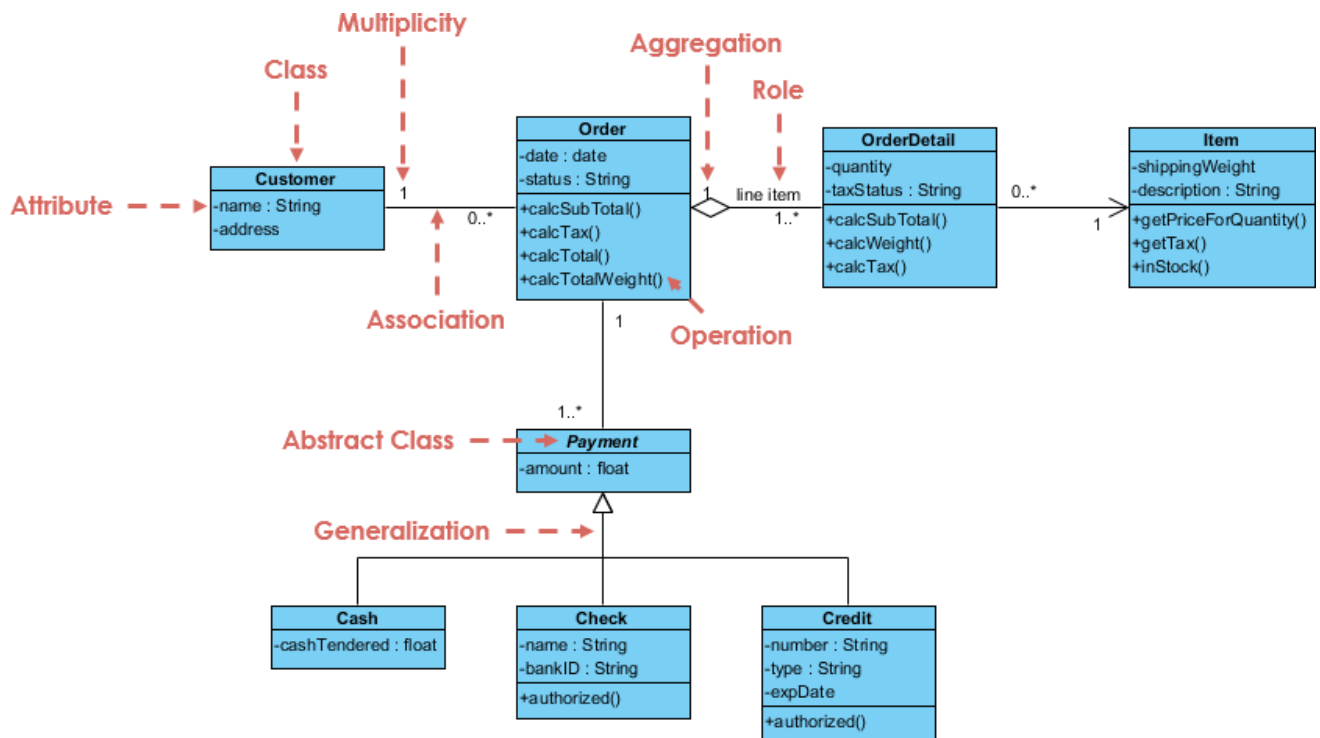 Multiplicity
Aggregation
Class
Role
Attribute
Customer
-name : String
-address
1
0..*
Association
Order
-date : date
-status : String
+calcSubTotal()
+calcTax()
+calcTotal()
+calcTotalWeight()
Operation
1
line item
1..*
OrderDetail
-quantity
-taxStatus : String
+calcSubTotal()
+calcWeight()
+calcTax()
0..*
1
Item
-shippingWeight
-description : String
+getPriceForQuantity()
+getTax()
+inStock()
1
1..*
Abstract Class
Payment
-amount : float
Generalization
Cash
-cashTendered : float
Check
-name : String
-bankID : String
+authorized()
Credit
-number : String
-type : String
-expDate
+authorized()